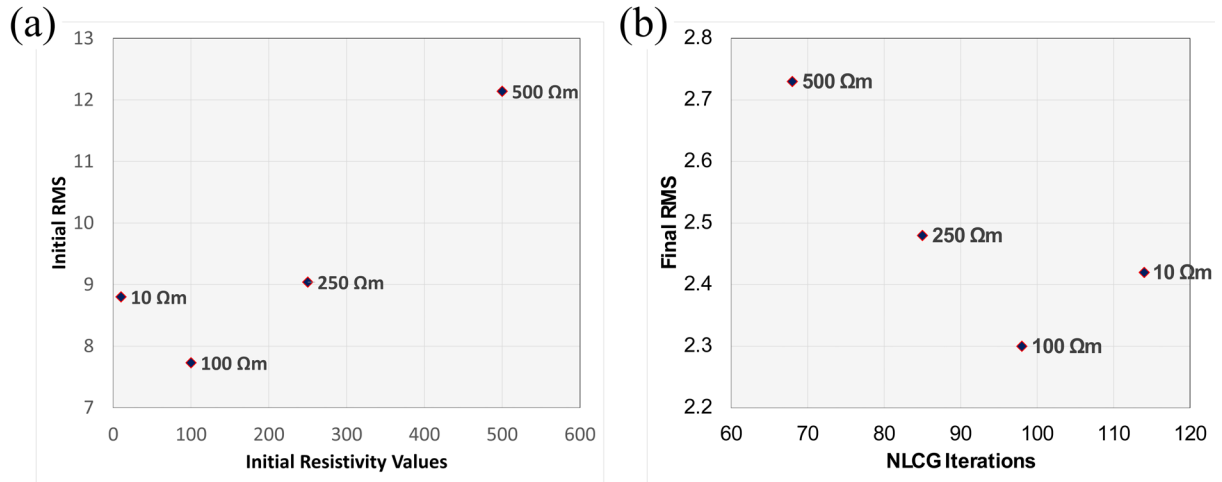 (a)
13
12
11
10
9
8
7
Initial RMS
500 Ωm
250 Ωm
10 Ωm
100 Ωm
0 100 200 300 400 500 600
Initial Resistivity Values
(b)
2.8
2.7
2.6
2.5
2.4
2.3
2.2
Final RMS
500 Ωm
250 Ωm
10 Ωm
100 Ωm
60 70 80 90 100 110 120
NLCG Iterations